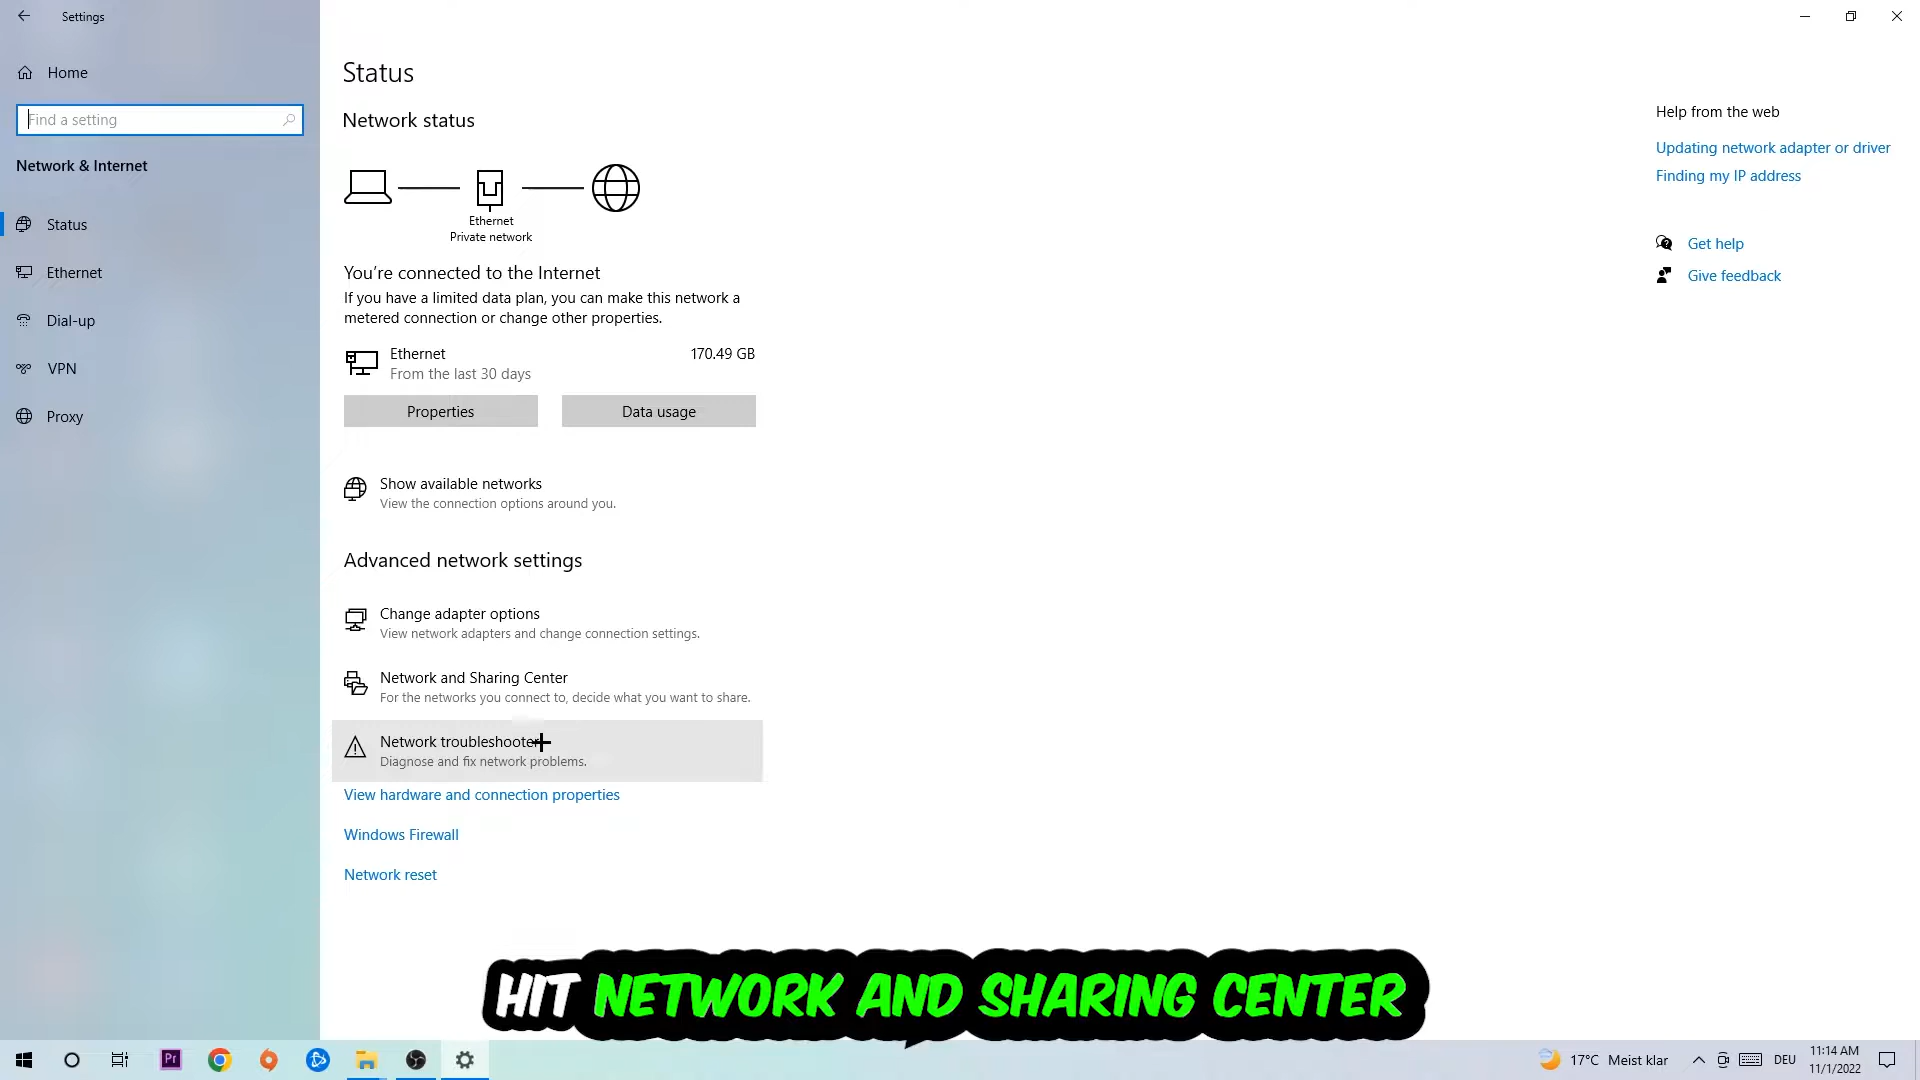 Settings
Home
Find a setting
Network & Internet
Status
Ethernet
Dial-up
VPN
Proxy
Status
Network status
Ethernet
Private network
You're connected to the Internet
If you have a limited data plan, you can make this network a
metered connection or change other properties.
Ethernet 170.49 GB
From the last 30 days
Properties Data usage
Show available networks
View the connection options around you.
Advanced network settings
Change adapter options
View network adapters and change connection settings.
Network and Sharing Center
For the networks you connect to, decide what you want to share.
Network troubleshooter
Diagnose and fix network problems.
View hardware and connection properties
Windows Firewall
Network reset
Help from the web
Updating network adapter or driver
Finding my IP address
Get help
Give feedback
HIT NETWORK AND SHARING CENTER
Pr
17°C Meist klar
DEU
11:14 AM
11/1/2022